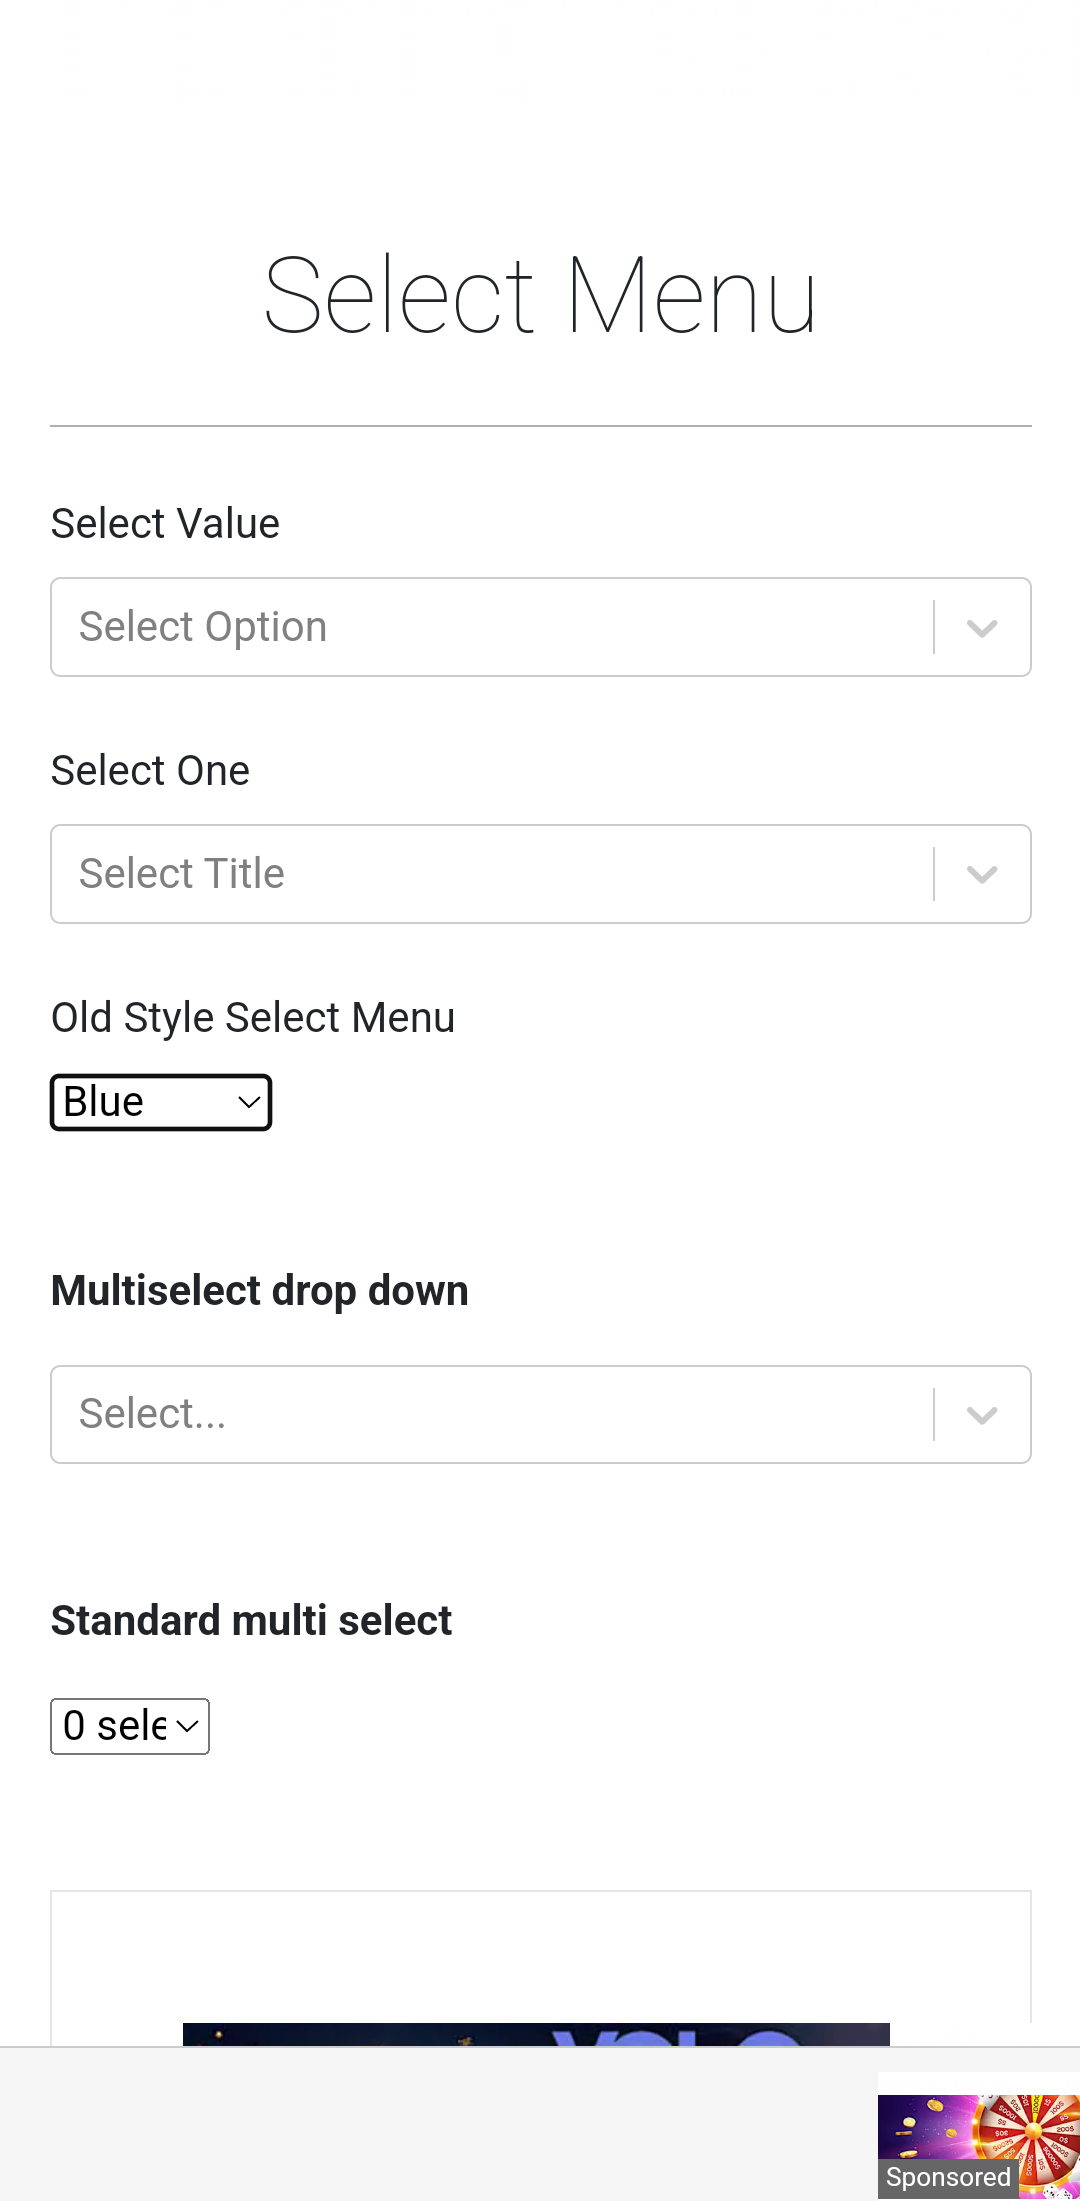 Select Menu
Select Value
Select Option
Select One
Select Title
Old Style Select Menu
Blue
Multiselect drop down
Select...
Standard multi select
0 sele
Sponsored